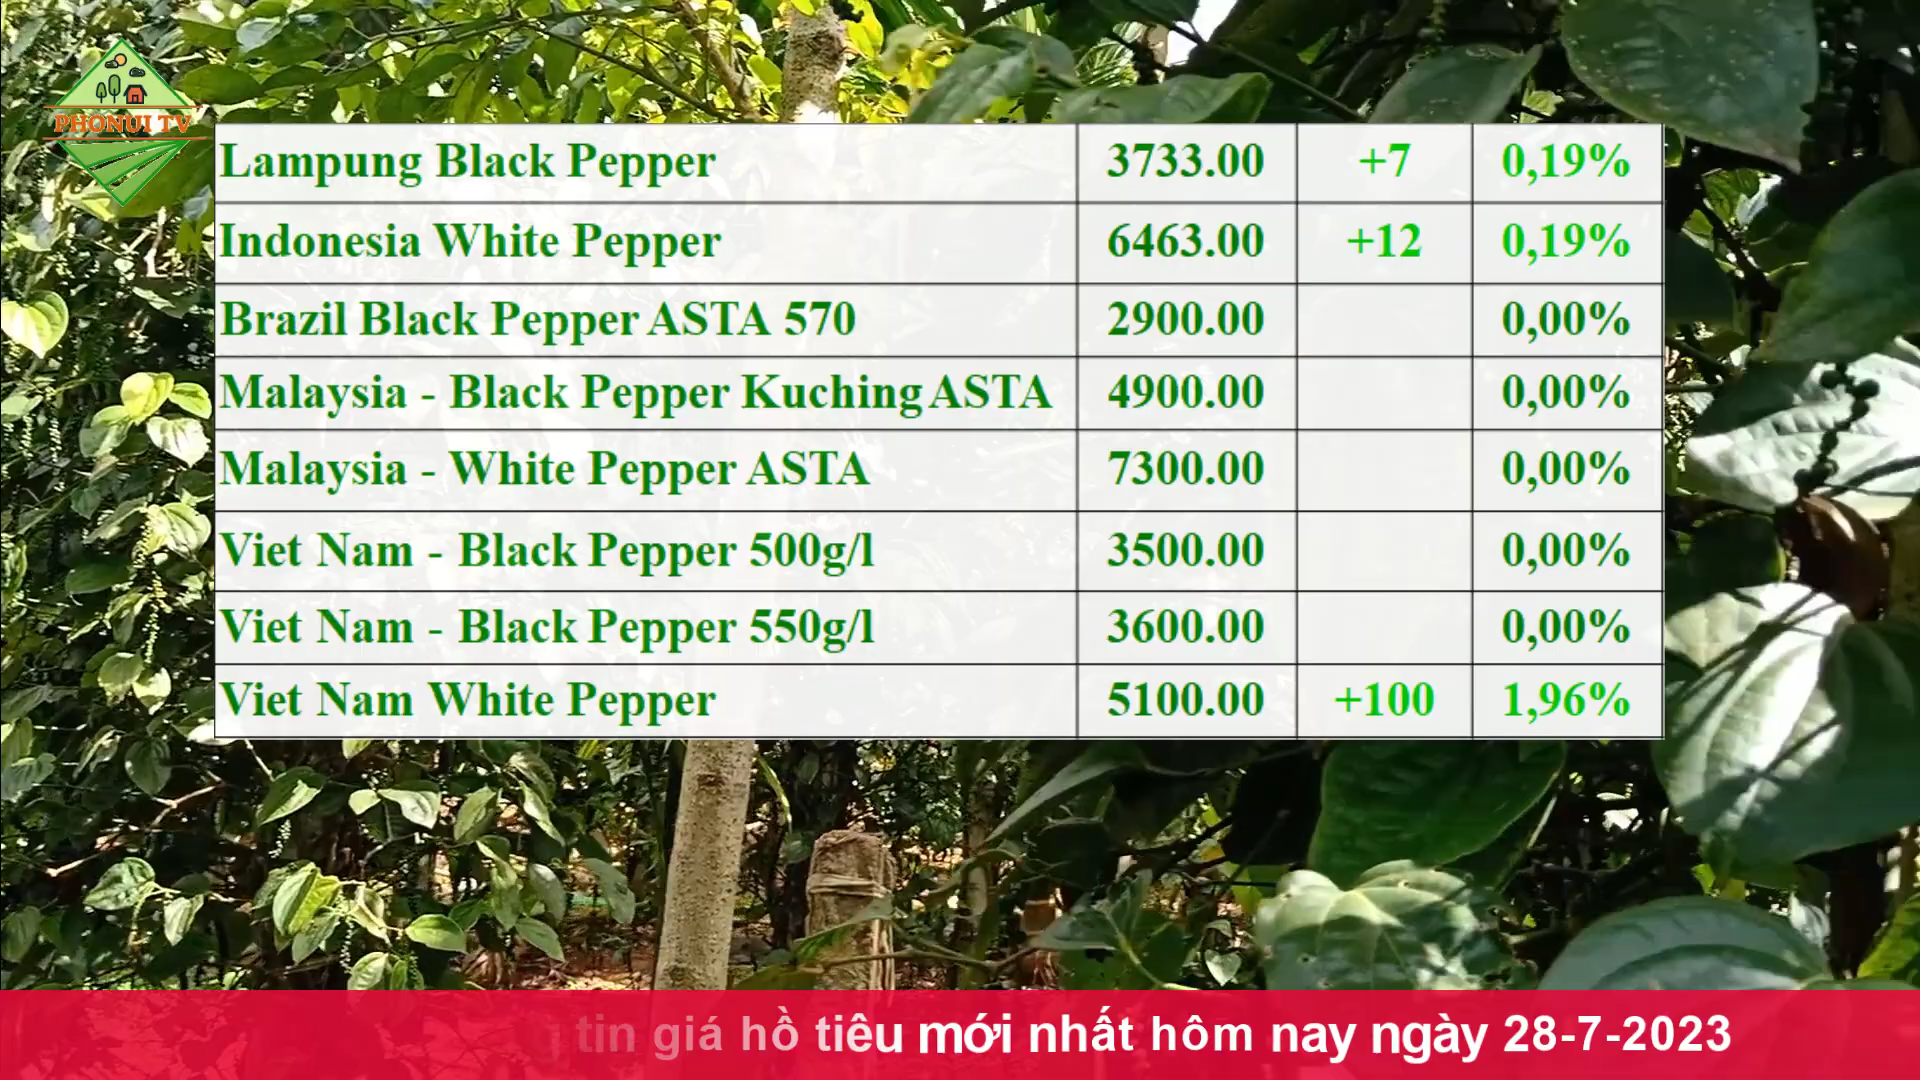 PHONUI TV
Lampung Black Pepper 3733.00 +7 0,19%
Indonesia White Pepper 6463.00 +12 0,19%
Brazil Black Pepper ASTA 570 2900.00 0,00%
Malaysia - Black Pepper Kuching ASTA 4900.00 0,00%
Malaysia - White Pepper ASTA 7300.00 0,00%
Viet Nam - Black Pepper 500g/l 3500.00 0,00%
Viet Nam - Black Pepper 550g/l 3600.00 0,00%
Viet Nam White Pepper 5100.00 +100 1,96%
tin giá hồ tiêu mới nhất hôm nay ngày 28-7-2023